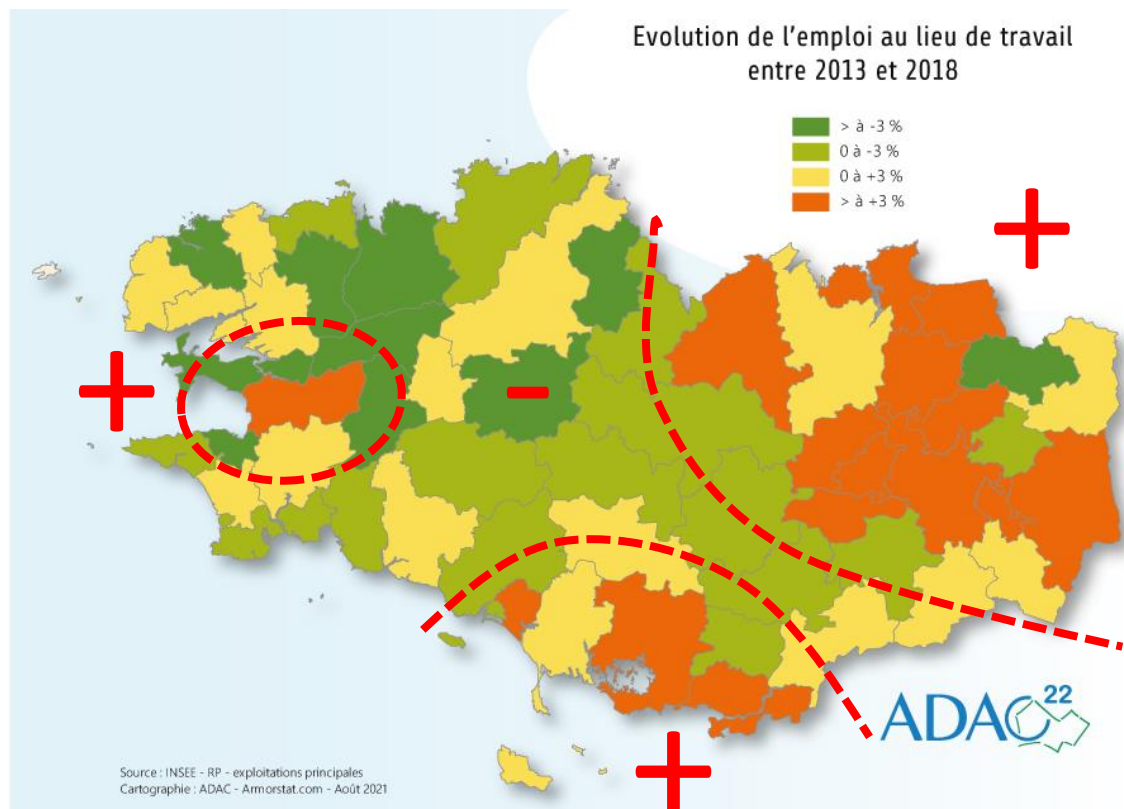 Evolution de l'emploi au lieu de travail
entre 2013 et 2018
> à -3 %
0 à -3 %
0 à +3 %
> à +3 %
+
+
-
ADAC 22
+
Source : INSEE - RP - exploitations principales
Cartographie : ADAC - Armorstat.com - Août 2021